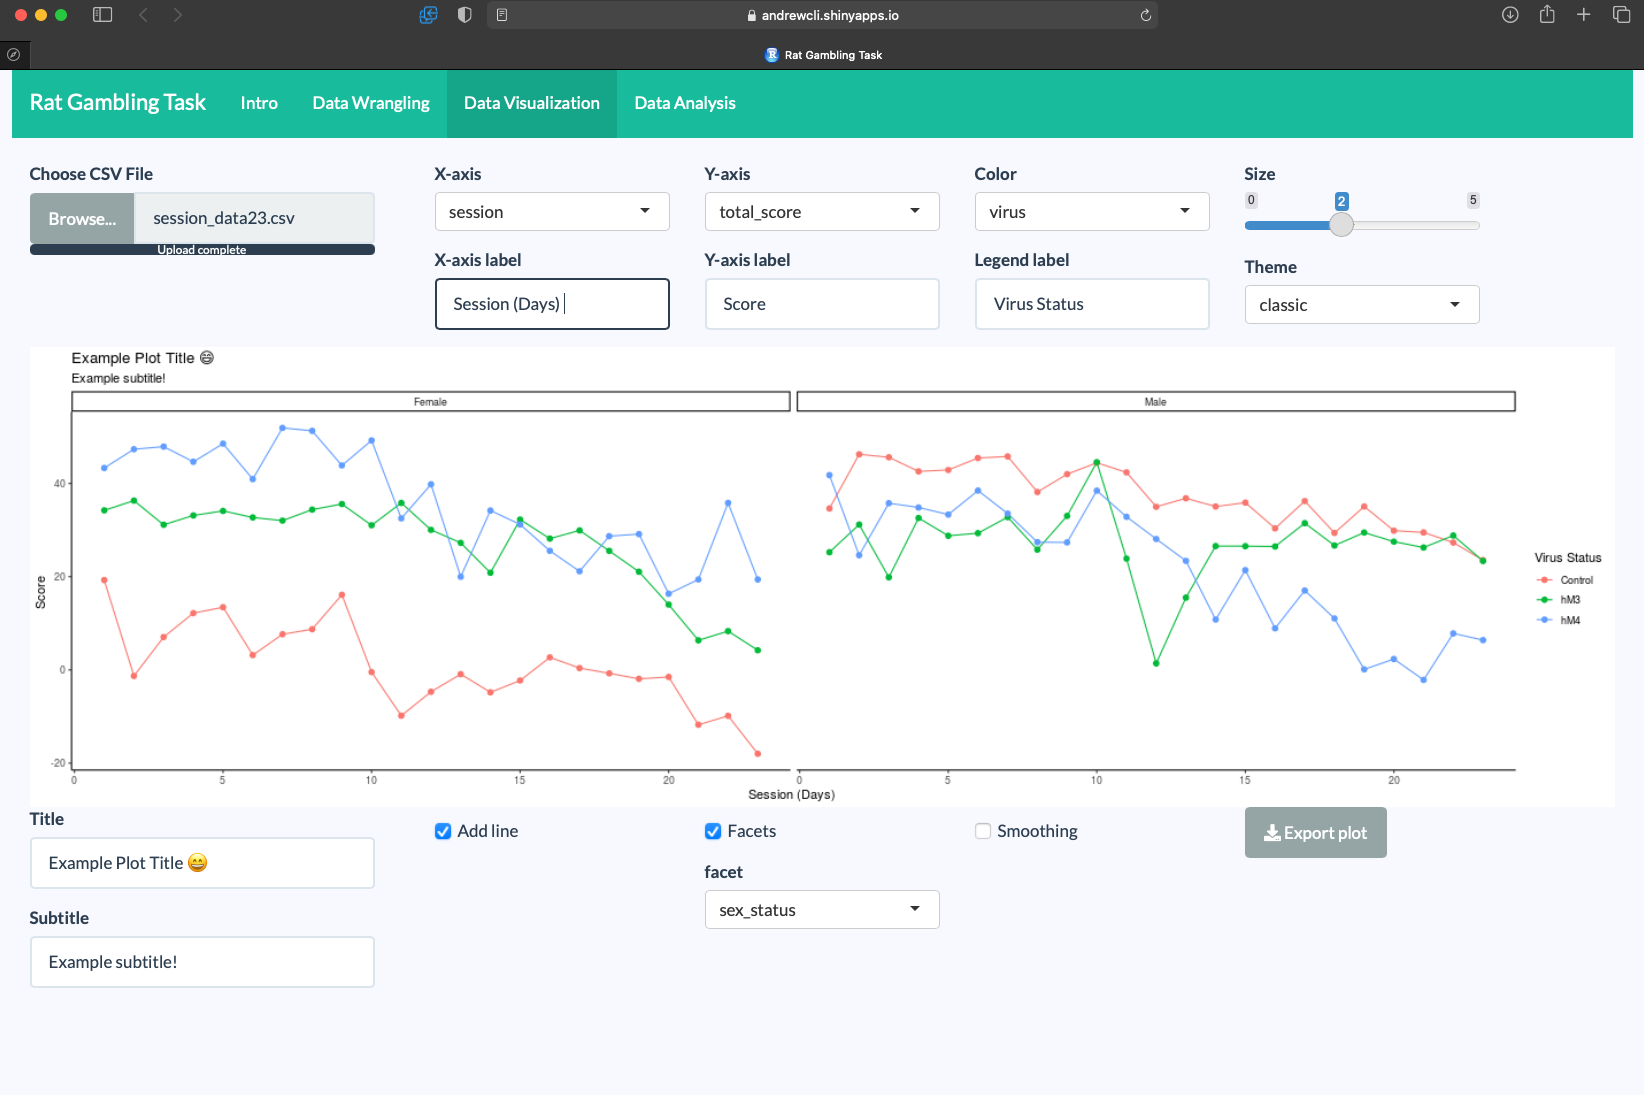 andrewcli.shinyapps.io
Rat Gambling Task
Rat Gambling Task Intro Data Wrangling Data Visualization Data Analysis
Choose CSV File X-axis Y-axis Color Size
Browse... session_data23.csv session total_score virus 0 2 5
Upload complete
X-axis label Y-axis label Legend label Theme
Session (Days) Score Virus Status classic
Example Plot Title 😄
Example subtitle!
Female Male
40
20
0
-20
Score
0 5 10 15 20 0 5 10 15 20
Session (Days)
Virus Status
Control
hM3
hM4
Title Add line Facets Smoothing Export plot
Example Plot Title 😄
facet
sex_status
Subtitle
Example subtitle!